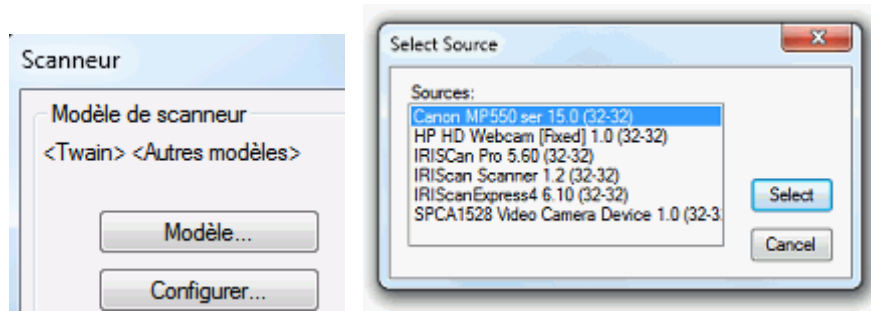 Scanneur
Modèle de scanneur
<Twain> <Autres modèles>
Modèle...
Configurer...
Select Source
Sources:
Canon MP550 ser 15.0 (32-32)
HP HD Webcam [Fixed] 1.0 (32-32)
IRISCan Pro 5.60 (32-32)
IRIScan Scanner 1.2 (32-32)
IRIScanExpress4 6.10 (32-32)
SPCA1528 Video Camera Device 1.0 (32-3
Select
Cancel